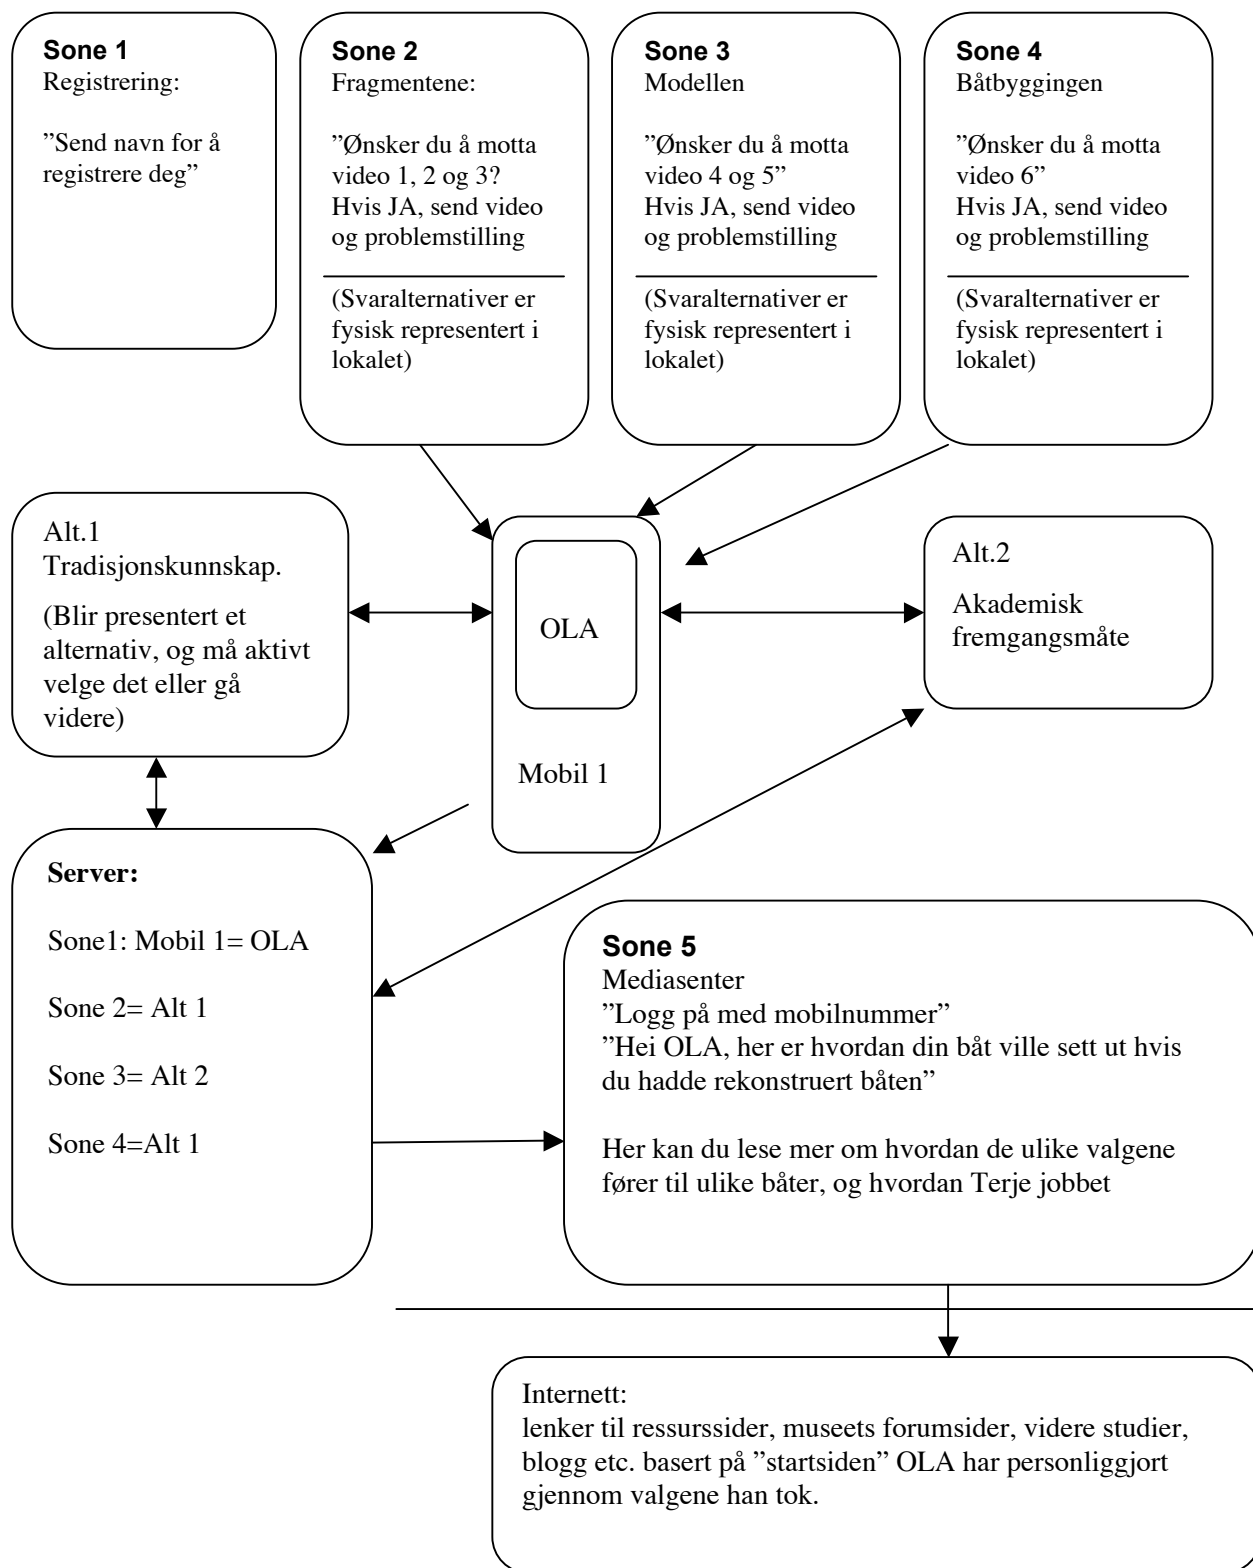 Sone 1
Registrering:
”Send navn for å
registrere deg”
Sone 2
Fragmentene:
”Ønsker du å motta
video 1, 2 og 3?
Hvis JA, send video
og problemstilling
(Svaralternativer er
fysisk representert i
lokalet)
Sone 3
Modellen
”Ønsker du å motta
video 4 og 5”
Hvis JA, send video
og problemstilling
(Svaralternativer er
fysisk representert i
lokalet)
Sone 4
Båtbyggingen
”Ønsker du å motta
video 6”
Hvis JA, send video
og problemstilling
(Svaralternativer er
fysisk representert i
lokalet)
Alt.1
Tradisjonskunnskap.
(Blir presentert et
alternativ, og må aktivt
velge det eller gå
videre)
OLA
Mobil 1
Alt.2
Akademisk
fremgangsmåte
Server:
Sone1: Mobil 1= OLA
Sone 2= Alt 1
Sone 3= Alt 2
Sone 4=Alt 1
Sone 5
Mediasenter
”Logg på med mobilnummer”
”Hei OLA, her er hvordan din båt ville sett ut hvis
du hadde rekonstruert båten”
Her kan du lese mer om hvordan de ulike valgene
fører til ulike båter, og hvordan Terje jobbet
Internett:
lenker til ressurssider, museets forumsider, videre studier,
blogg etc. basert på ”startsiden” OLA har personliggjort
gjennom valgene han tok.